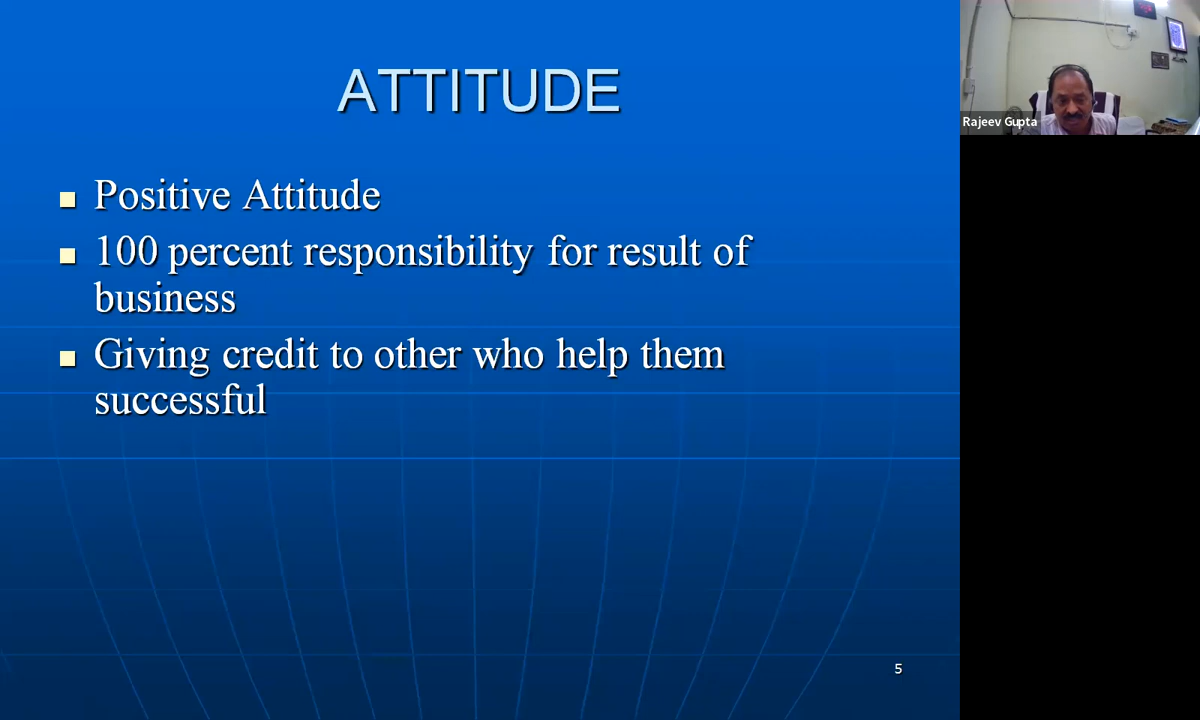 ATTITUDE
Positive Attitude
100 percent responsibility for result of
business
Giving credit to other who help them
successful
5
Rajeev Gupta